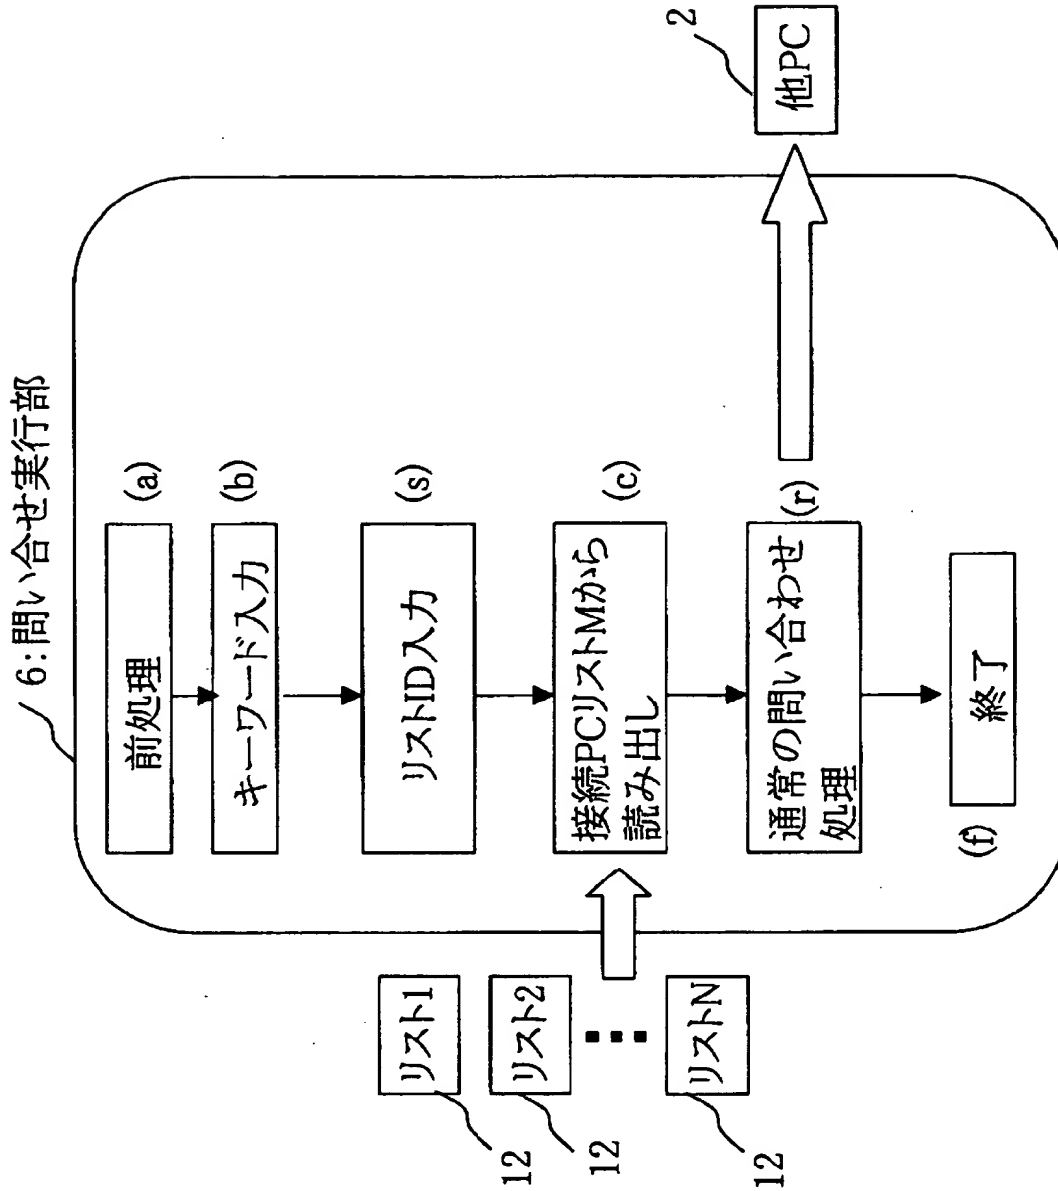 6:問い合せ実行部
前処理
(a)
キーワード入力
(b)
リストID入力
(s)
接続PCリストMから
読み出し
(c)
通常の問い合わせ
処理
(r)
終了
(f)
リスト1
12
リスト2
12
リストN
12
他PC
2